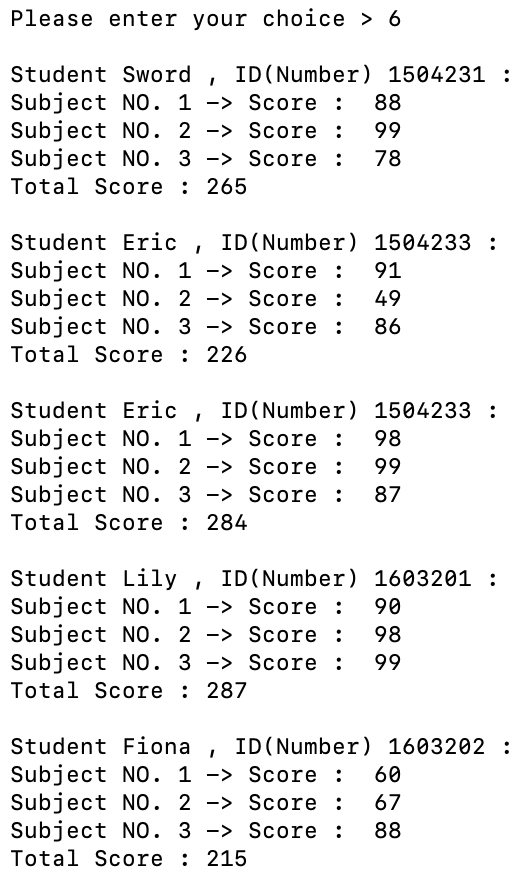 Please enter your choice > 6
Student Sword , ID(Number) 1504231 :
Subject NO. 1 -> Score :  88
Subject NO. 2 -> Score :  99
Subject NO. 3 -> Score :  78
Total Score : 265
Student Eric , ID(Number) 1504233 :
Subject NO. 1 -> Score :  91
Subject NO. 2 -> Score :  49
Subject NO. 3 -> Score :  86
Total Score : 226
Student Eric , ID(Number) 1504233 :
Subject NO. 1 -> Score :  98
Subject NO. 2 -> Score :  99
Subject NO. 3 -> Score :  87
Total Score : 284
Student Lily , ID(Number) 1603201 :
Subject NO. 1 -> Score :  90
Subject NO. 2 -> Score :  98
Subject NO. 3 -> Score :  99
Total Score : 287
Student Fiona , ID(Number) 1603202 :
Subject NO. 1 -> Score :  60
Subject NO. 2 -> Score :  67
Subject NO. 3 -> Score :  88
Total Score : 215